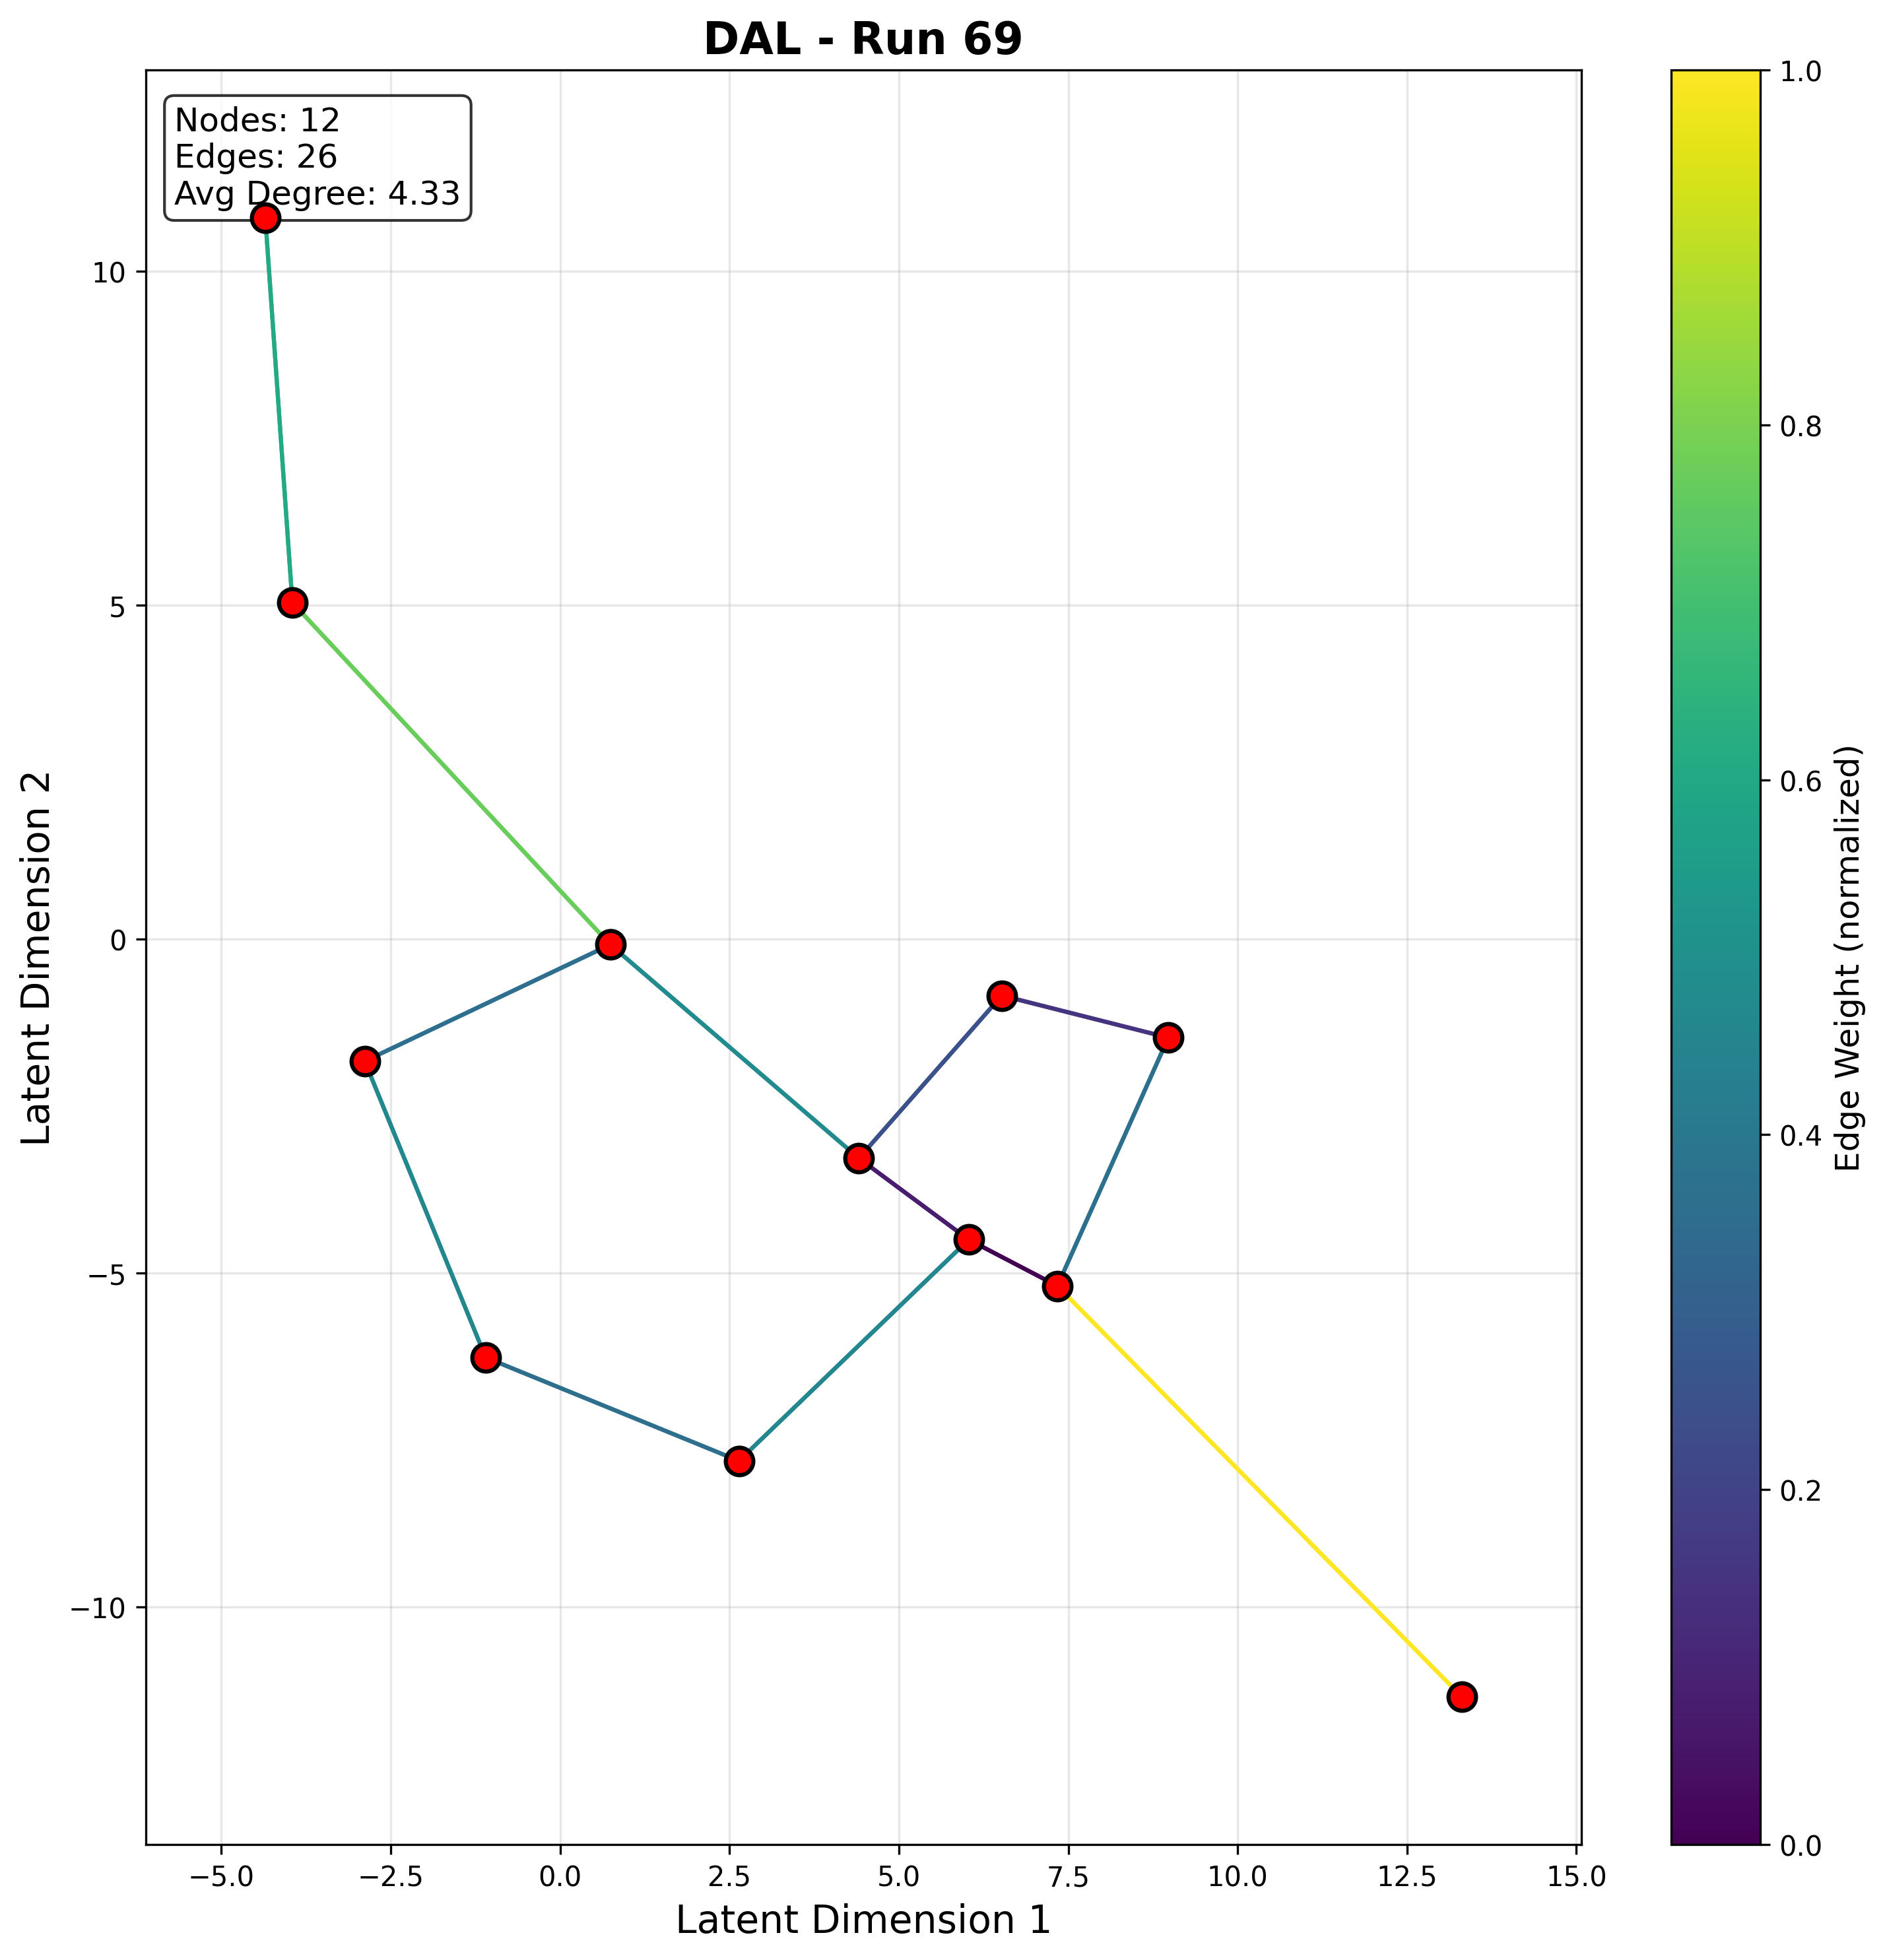 DAL - Run 69
Nodes: 12
Edges: 26
Avg Degree: 4.33
10
5
0
−5
−10
Latent Dimension 2
−5.0
−2.5
0.0
2.5
5.0
7.5
10.0
12.5
15.0
Latent Dimension 1
1.0
0.8
0.6
0.4
0.2
0.0
Edge Weight (normalized)